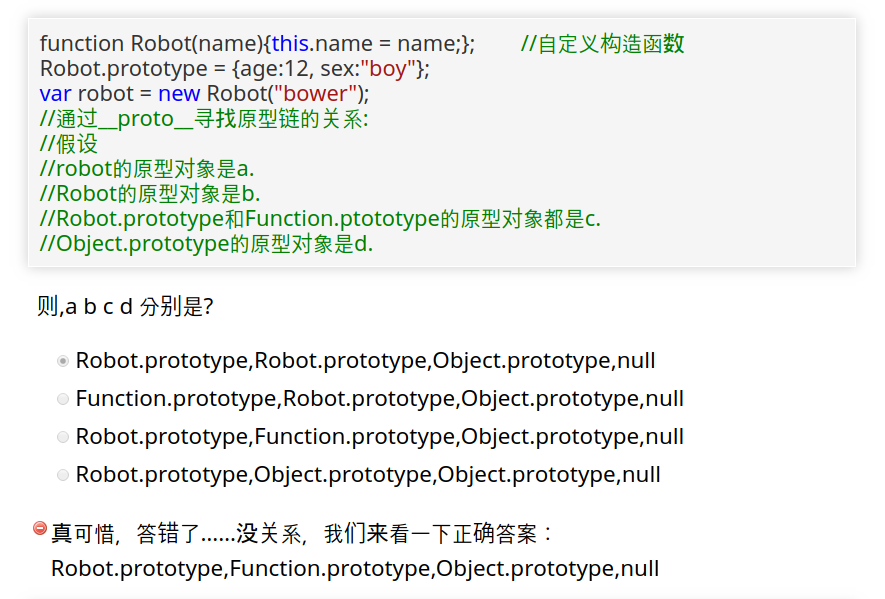 function Robot(name){this.name = name;};        //自定义构造函数
Robot.prototype = {age:12, sex:"boy"};
var robot = new Robot("bower");
//通过__proto__寻找原型链的关系:
//假设
//robot的原型对象是a.
//Robot的原型对象是b.
//Robot.prototype和Function.ptototype的原型对象都是c.
//Object.prototype的原型对象是d.
则,a b c d 分别是?
Robot.prototype,Robot.prototype,Object.prototype,null
Function.prototype,Robot.prototype,Object.prototype,null
Robot.prototype,Function.prototype,Object.prototype,null
Robot.prototype,Object.prototype,Object.prototype,null
真可惜，答错了......没关系，我们来看一下正确答案：
Robot.prototype,Function.prototype,Object.prototype,null